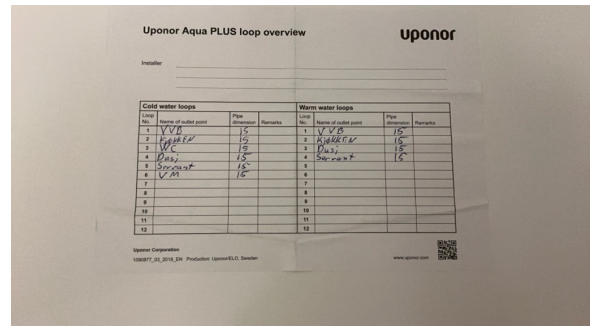 Uponor Aqua PLUS loop overview
uponor
Installer
Cold water loops
Loop No. Name of outlet point Pipe dimension Remarks
1 VVB 15
2 KJØKKEN 15
3 WC 15
4 Dusj 15
5 Servant 15
6 VM 15
7
8
9
10
11
12
Warm water loops
Loop No. Name of outlet point Pipe dimension Remarks
1 VVB 15
2 KJØKKEN 15
3 Dusj 15
4 Servant 15
5
6
7
8
9
10
11
12
Uponor Corporation
1090977_03_2018_EN Production: Uponor/ELO, Sweden
www.uponor.com